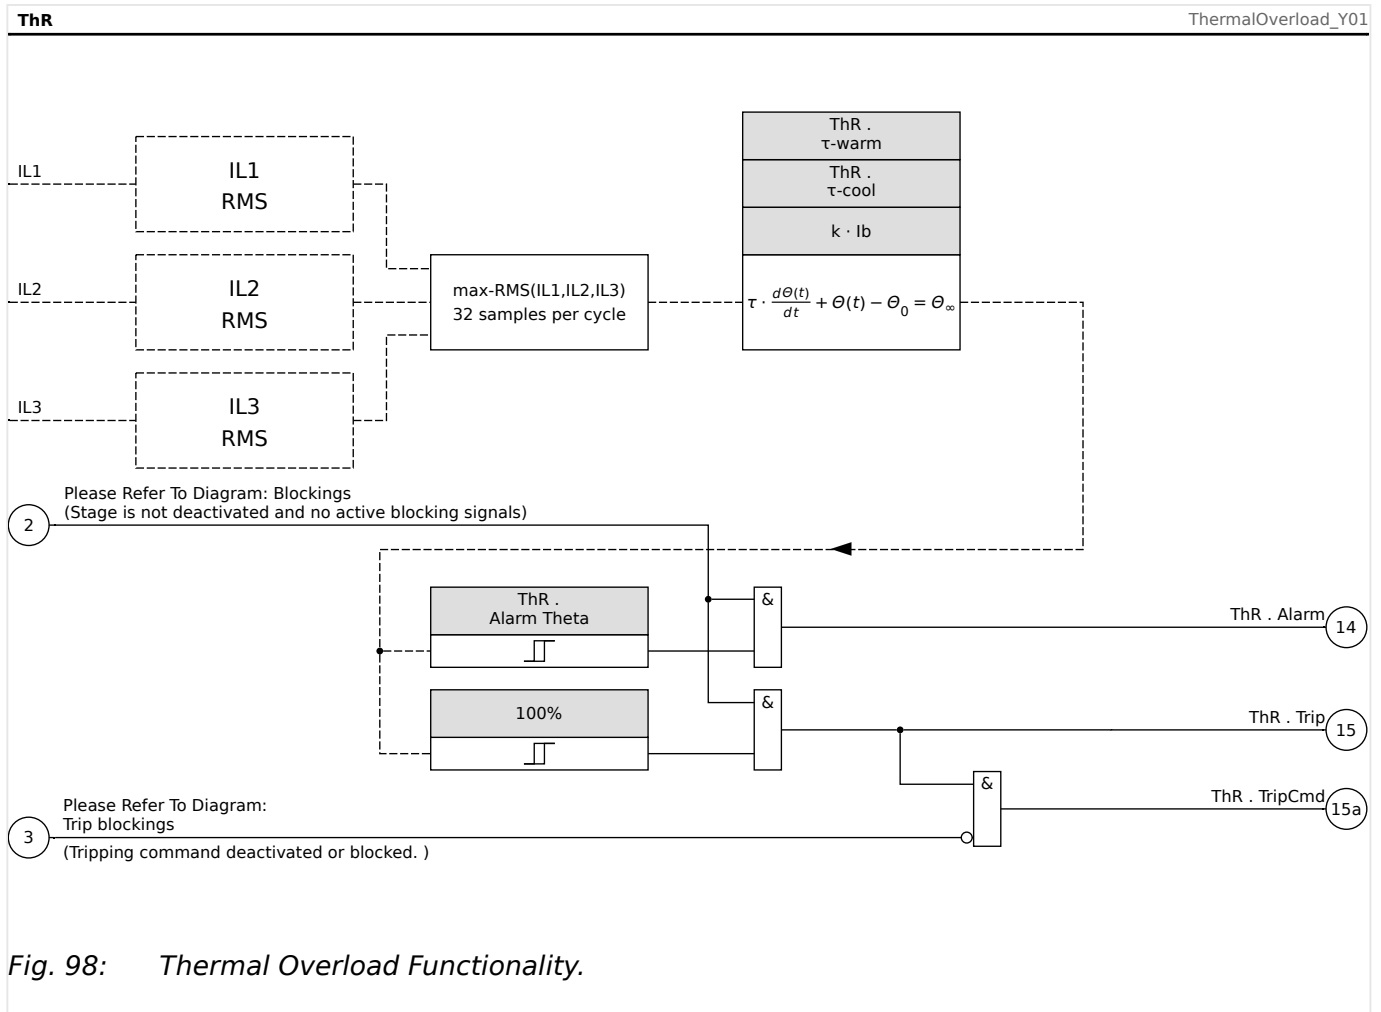 ThR
ThermalOverload_Y01
ThR .
τ-warm
ThR .
τ-cool
k · Ib
IL1
IL1
RMS
IL2
IL2
RMS
max-RMS(IL1,IL2,IL3)
32 samples per cycle
τ · dΘ(t)/dt + Θ(t) − Θ₀ = Θ∞
IL3
IL3
RMS
Please Refer To Diagram: Blockings
2
(Stage is not deactivated and no active blocking signals)
ThR .
Alarm Theta
&
ThR . Alarm
14
100%
&
ThR . Trip
15
&
ThR . TripCmd
15a
Please Refer To Diagram:
Trip blockings
3
(Tripping command deactivated or blocked. )
Fig. 98: Thermal Overload Functionality.